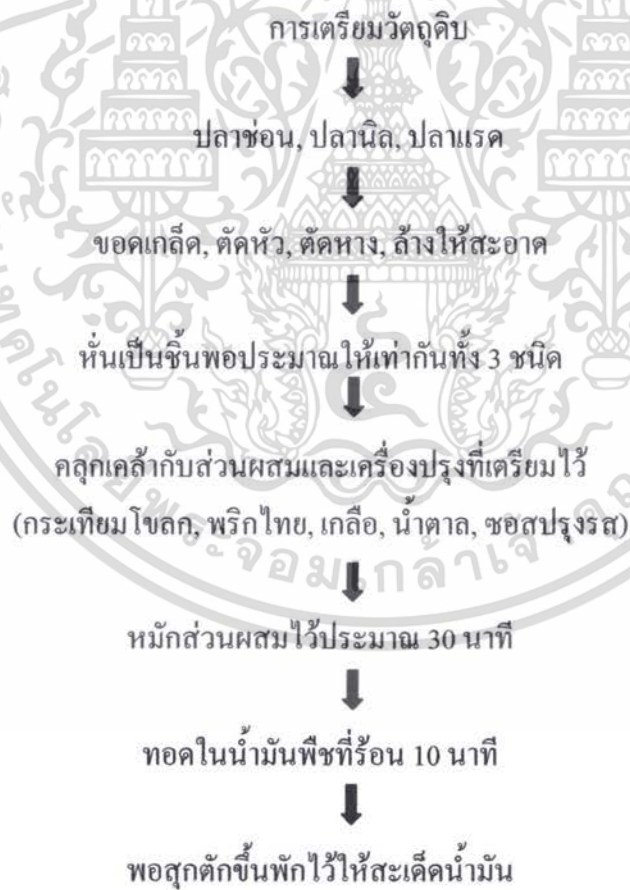 การเตรียมวัตถุดิบ
ปลาช่อน, ปลานิล, ปลาแรด
ขอดเกล็ด, ตัดหัว, ตัดหาง, ล้างให้สะอาด
หั่นเป็นชิ้นพอประมาณให้เท่ากันทั้ง 3 ชนิด
คลุกเคล้ากับส่วนผสมและเครื่องปรุงที่เตรียมไว้
(กระเทียมโขลก, พริกไทย, เกลือ, น้ำตาล, ซอสปรุงรส)
หมักส่วนผสมไว้ประมาณ 30 นาที
ทอดในน้ำมันพืชที่ร้อน 10 นาที
พอสุกตักขึ้นพักไว้ให้สะเด็ดน้ำมัน